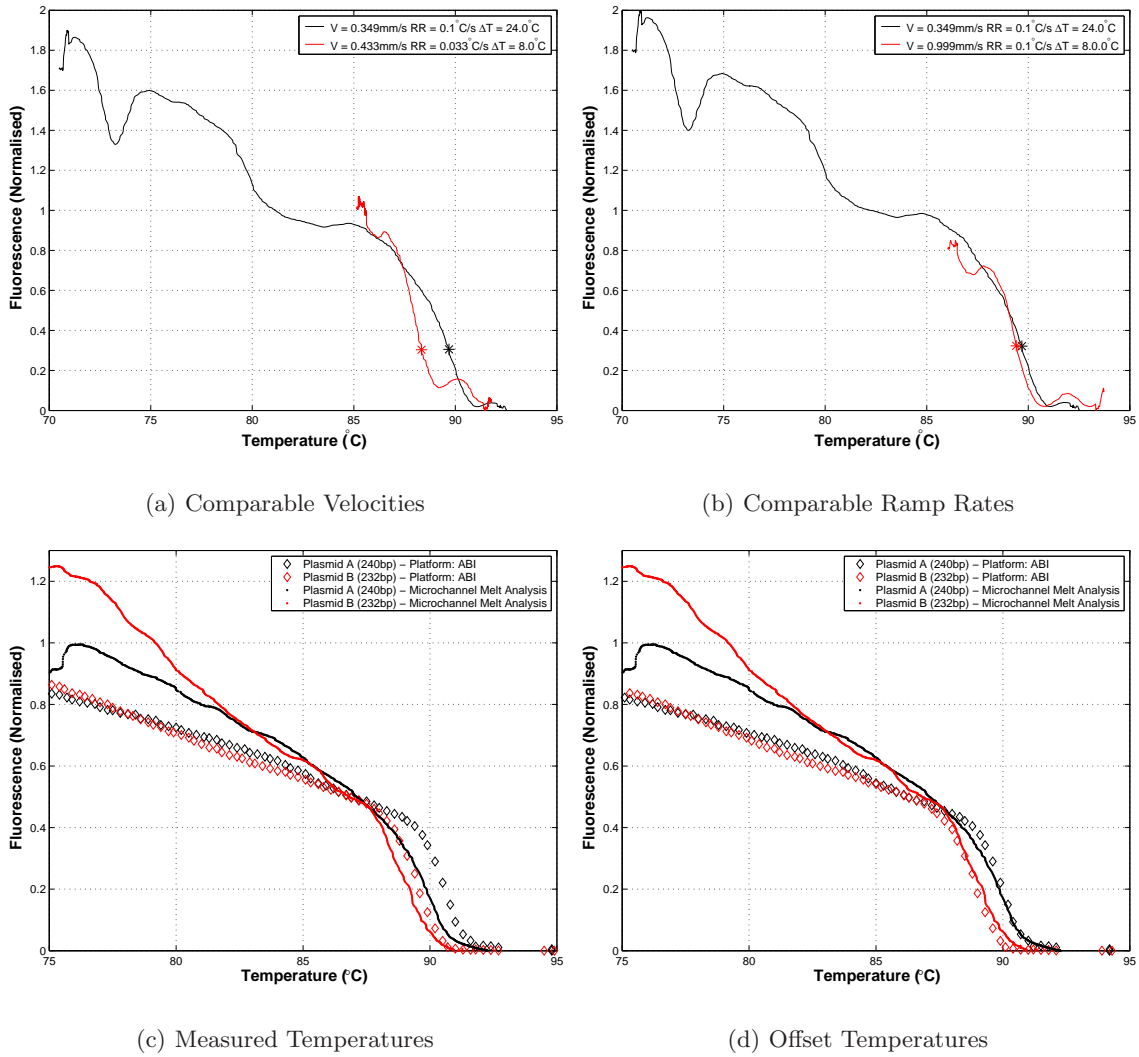 V = 0.349mm/s RR = 0.1°C/s ΔT = 24.0°C
V = 0.433mm/s RR = 0.033°C/s ΔT = 8.0°C
2
1.8
1.6
1.4
1.2
1
0.8
0.6
0.4
0.2
0
70 75 80 85 90 95
Fluorescence (Normalised)
Temperature (°C)
(a) Comparable Velocities
V = 0.349mm/s RR = 0.1°C/s ΔT = 24.0°C
V = 0.999mm/s RR = 0.1°C/s ΔT = 8.0.0°C
2
1.8
1.6
1.4
1.2
1
0.8
0.6
0.4
0.2
0
70 75 80 85 90 95
Fluorescence (Normalised)
Temperature (°C)
(b) Comparable Ramp Rates
Plasmid A (240bp) – Platform: ABI
Plasmid B (232bp) – Platform: ABI
Plasmid A (240bp) – Microchannel Melt Analysis
Plasmid B (232bp) – Microchannel Melt Analysis
1.2
1
0.8
0.6
0.4
0.2
0
75 80 85 90 95
Fluorescence (Normalised)
Temperature (°C)
(c) Measured Temperatures
Plasmid A (240bp) – Platform: ABI
Plasmid B (232bp) – Platform: ABI
Plasmid A (240bp) – Microchannel Melt Analysis
Plasmid B (232bp) – Microchannel Melt Analysis
1.2
1
0.8
0.6
0.4
0.2
0
75 80 85 90 95
Fluorescence (Normalised)
Temperature (°C)
(d) Offset Temperatures